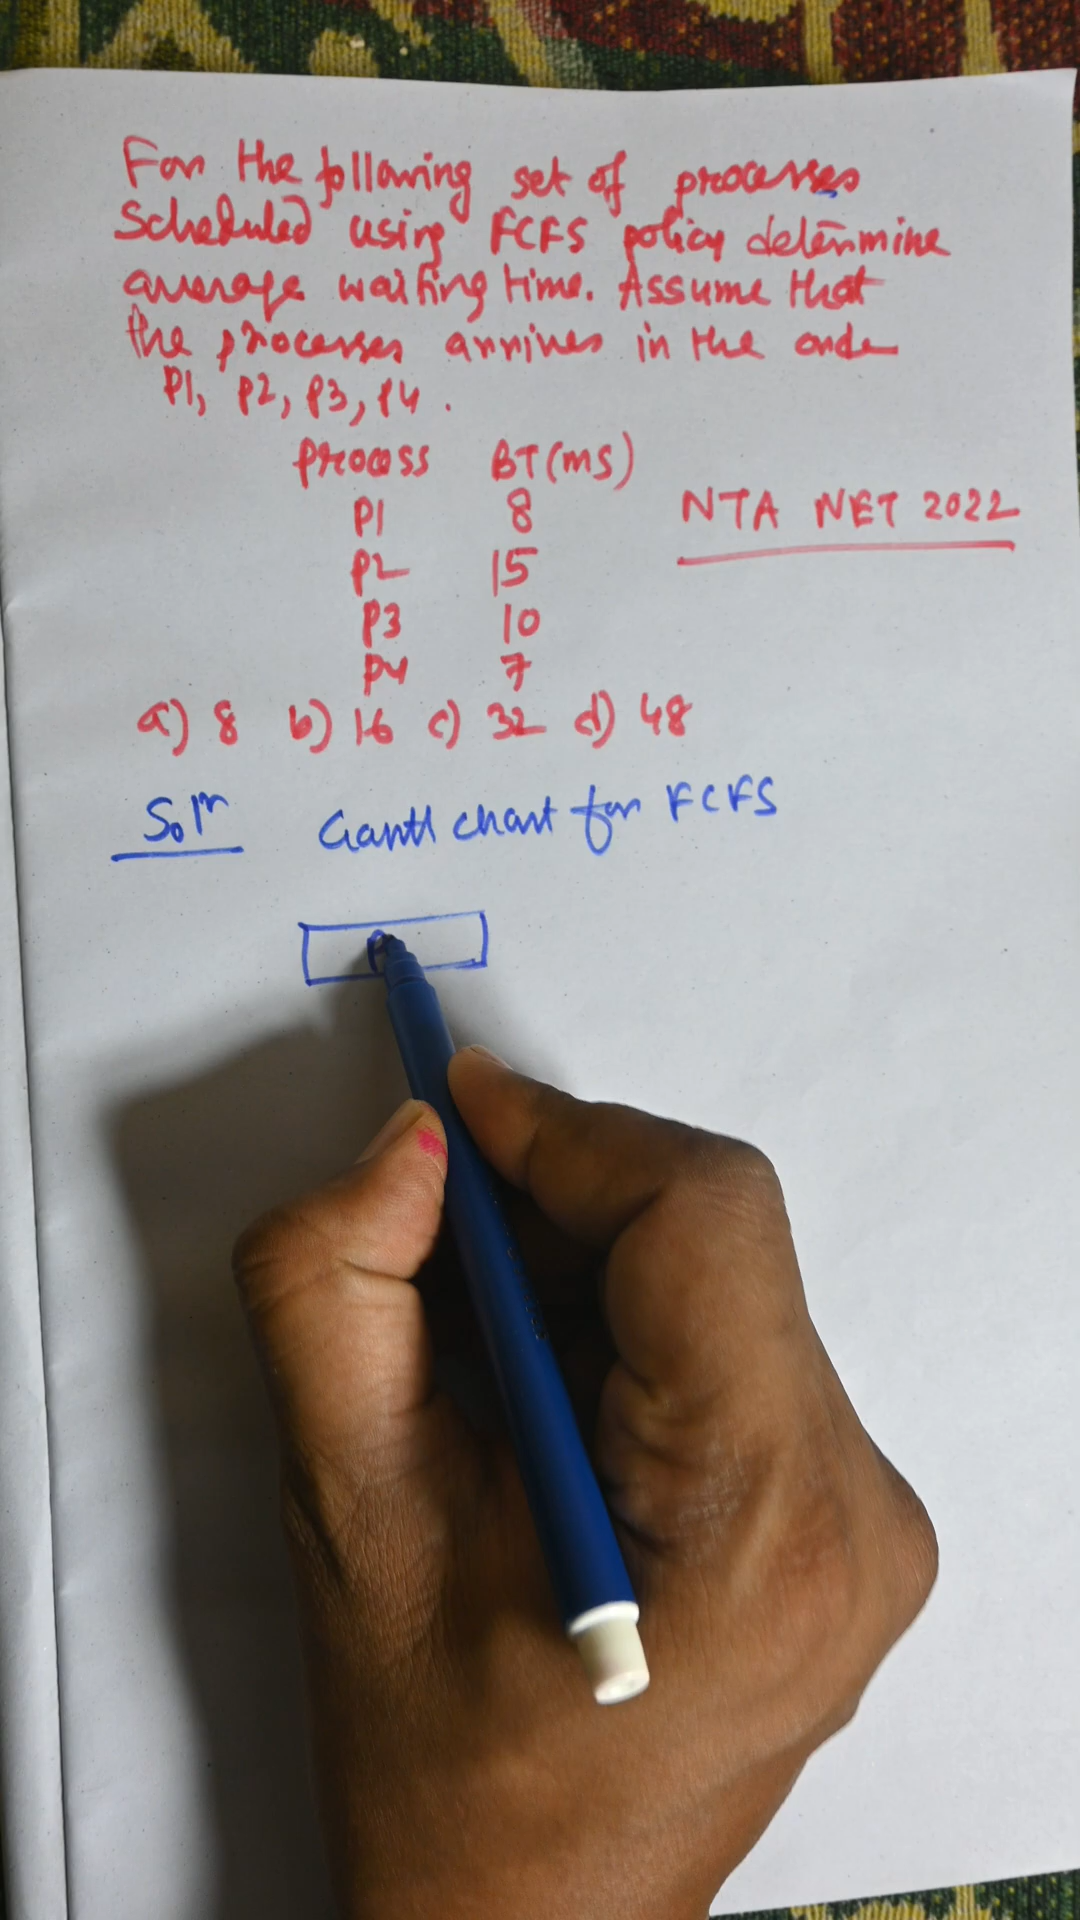 For the following set of processes
Scheduled using FCFS policy determine
average waiting time. Assume that
the processes arrives in the orde
P1, P2, P3, P4.
process BT(ms)
P1 8
P2 15
P3 10
P4 7
NTA NET 2022
a) 8 b) 16 c) 32 d) 48
Solⁿ Gantt chart for FCFS